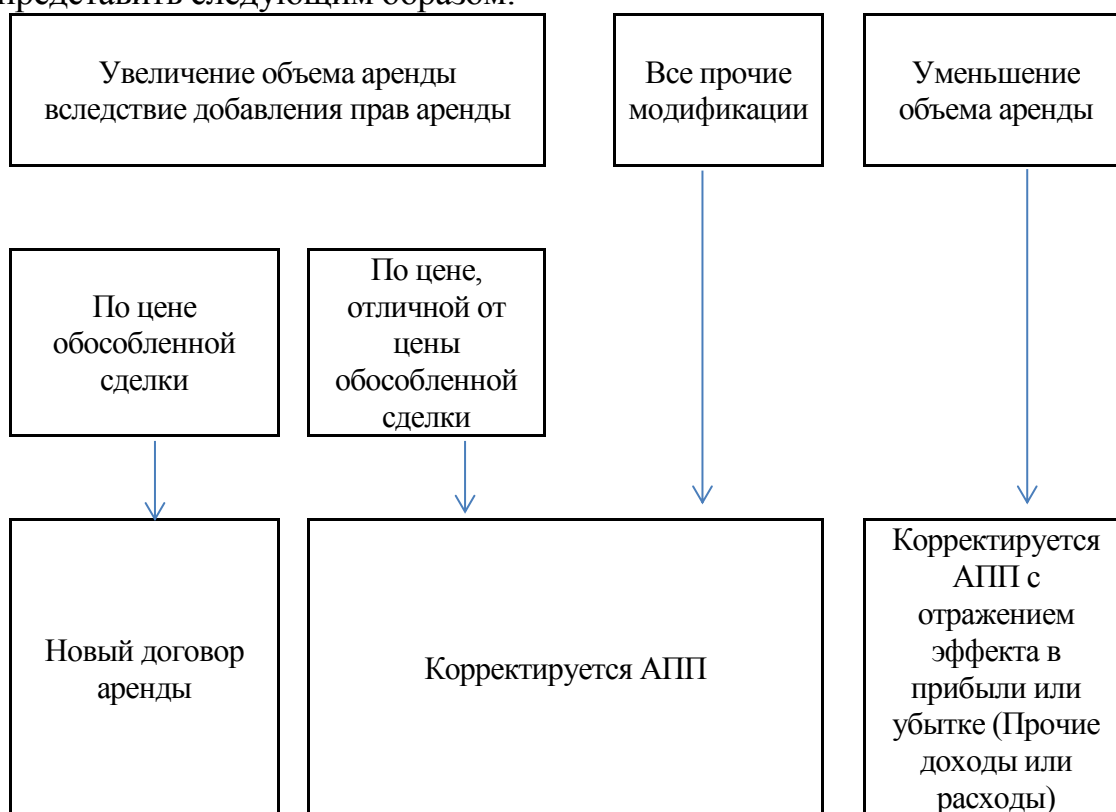 представить следующим образом:
Увеличение объема аренды
вследствие добавления прав аренды
Все прочие
модификации
Уменьшение
объема аренды
По цене
обособленной
сделки
По цене,
отличной от
цены
обособленной
сделки
Новый договор
аренды
Корректируется АПП
Корректируется
АПП с
отражением
эффекта в
прибыли или
убытке (Прочие
доходы или
расходы)